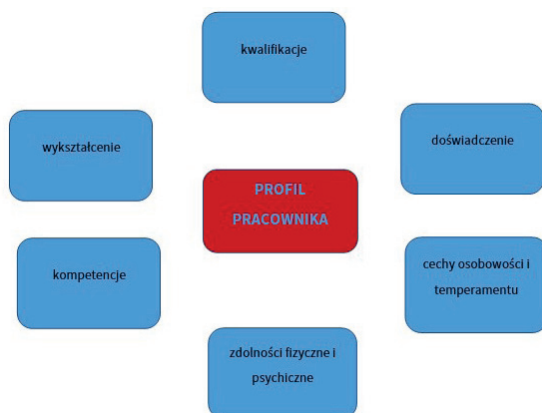 kwalifikacje
wykształcenie
doświadczenie
PROFIL
PRACOWNIKA
kompetencje
cechy osobowości i
temperamentu
zdolności fizyczne i
psychiczne